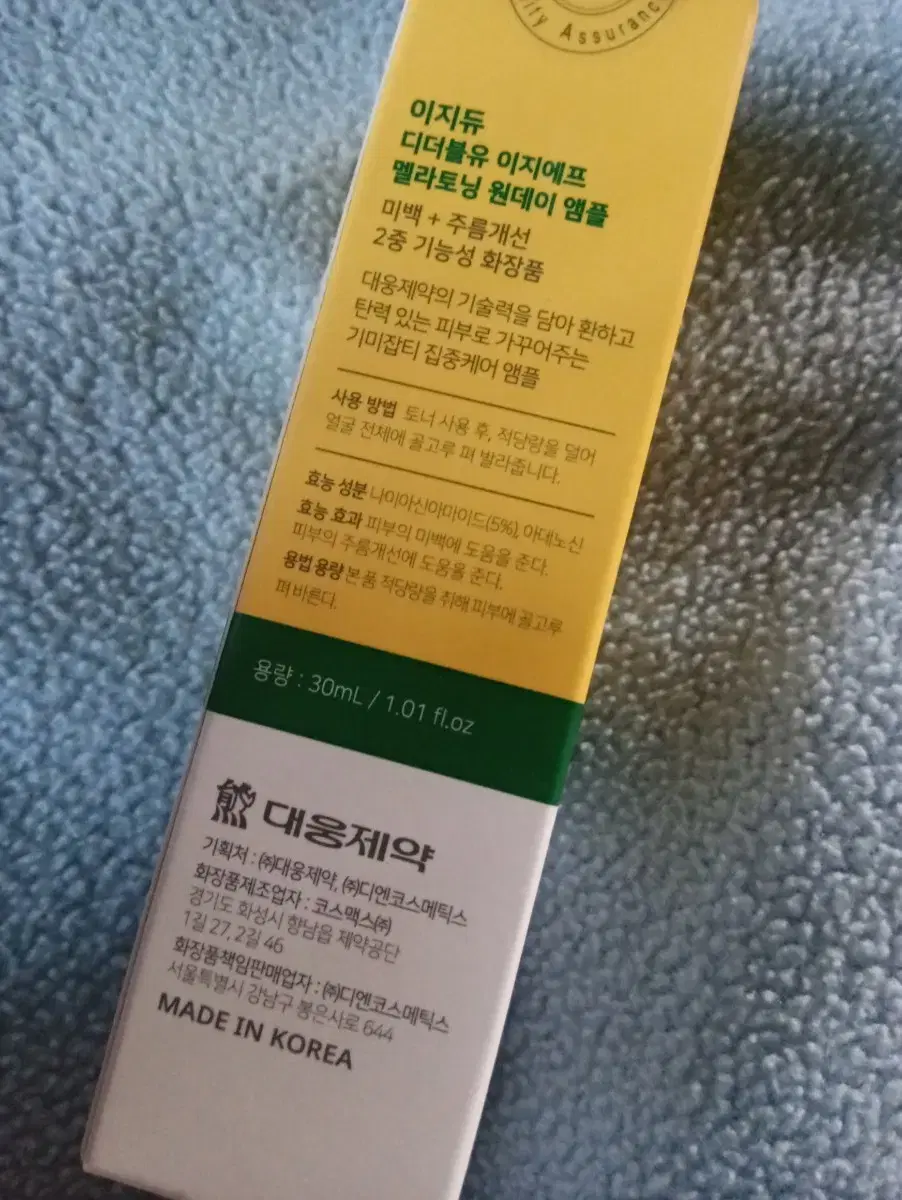 ity Assuranc
이지듀
디더블유 이지에프
멜라토닝 원데이 앰플
미백 + 주름개선
2중 기능성 화장품
대웅제약의 기술력을 담아 환하고
탄력 있는 피부로 가꾸어주는
기미잡티 집중케어 앰플
사용 방법 토너 사용 후, 적당량을 덜어
얼굴 전체에 골고루 펴 발라줍니다.
효능 성분 나이아신아마이드(5%), 아데노신
효능 효과 피부의 미백에 도움을 준다.
피부의 주름개선에 도움을 준다.
용법 용량 본 품 적당량을 취해 피부에 골고루
펴 바른다.
용량 : 30mL / 1.01 fl.oz
대웅제약
기획처 : ㈜대웅제약, ㈜디엔코스메틱스
화장품제조업자 : 코스맥스㈜
경기도 화성시 향남읍 제약공단
1길 27, 2길 46
화장품책임판매업자 : ㈜디엔코스메틱스
서울특별시 강남구 봉은사로 644
MADE IN KOREA